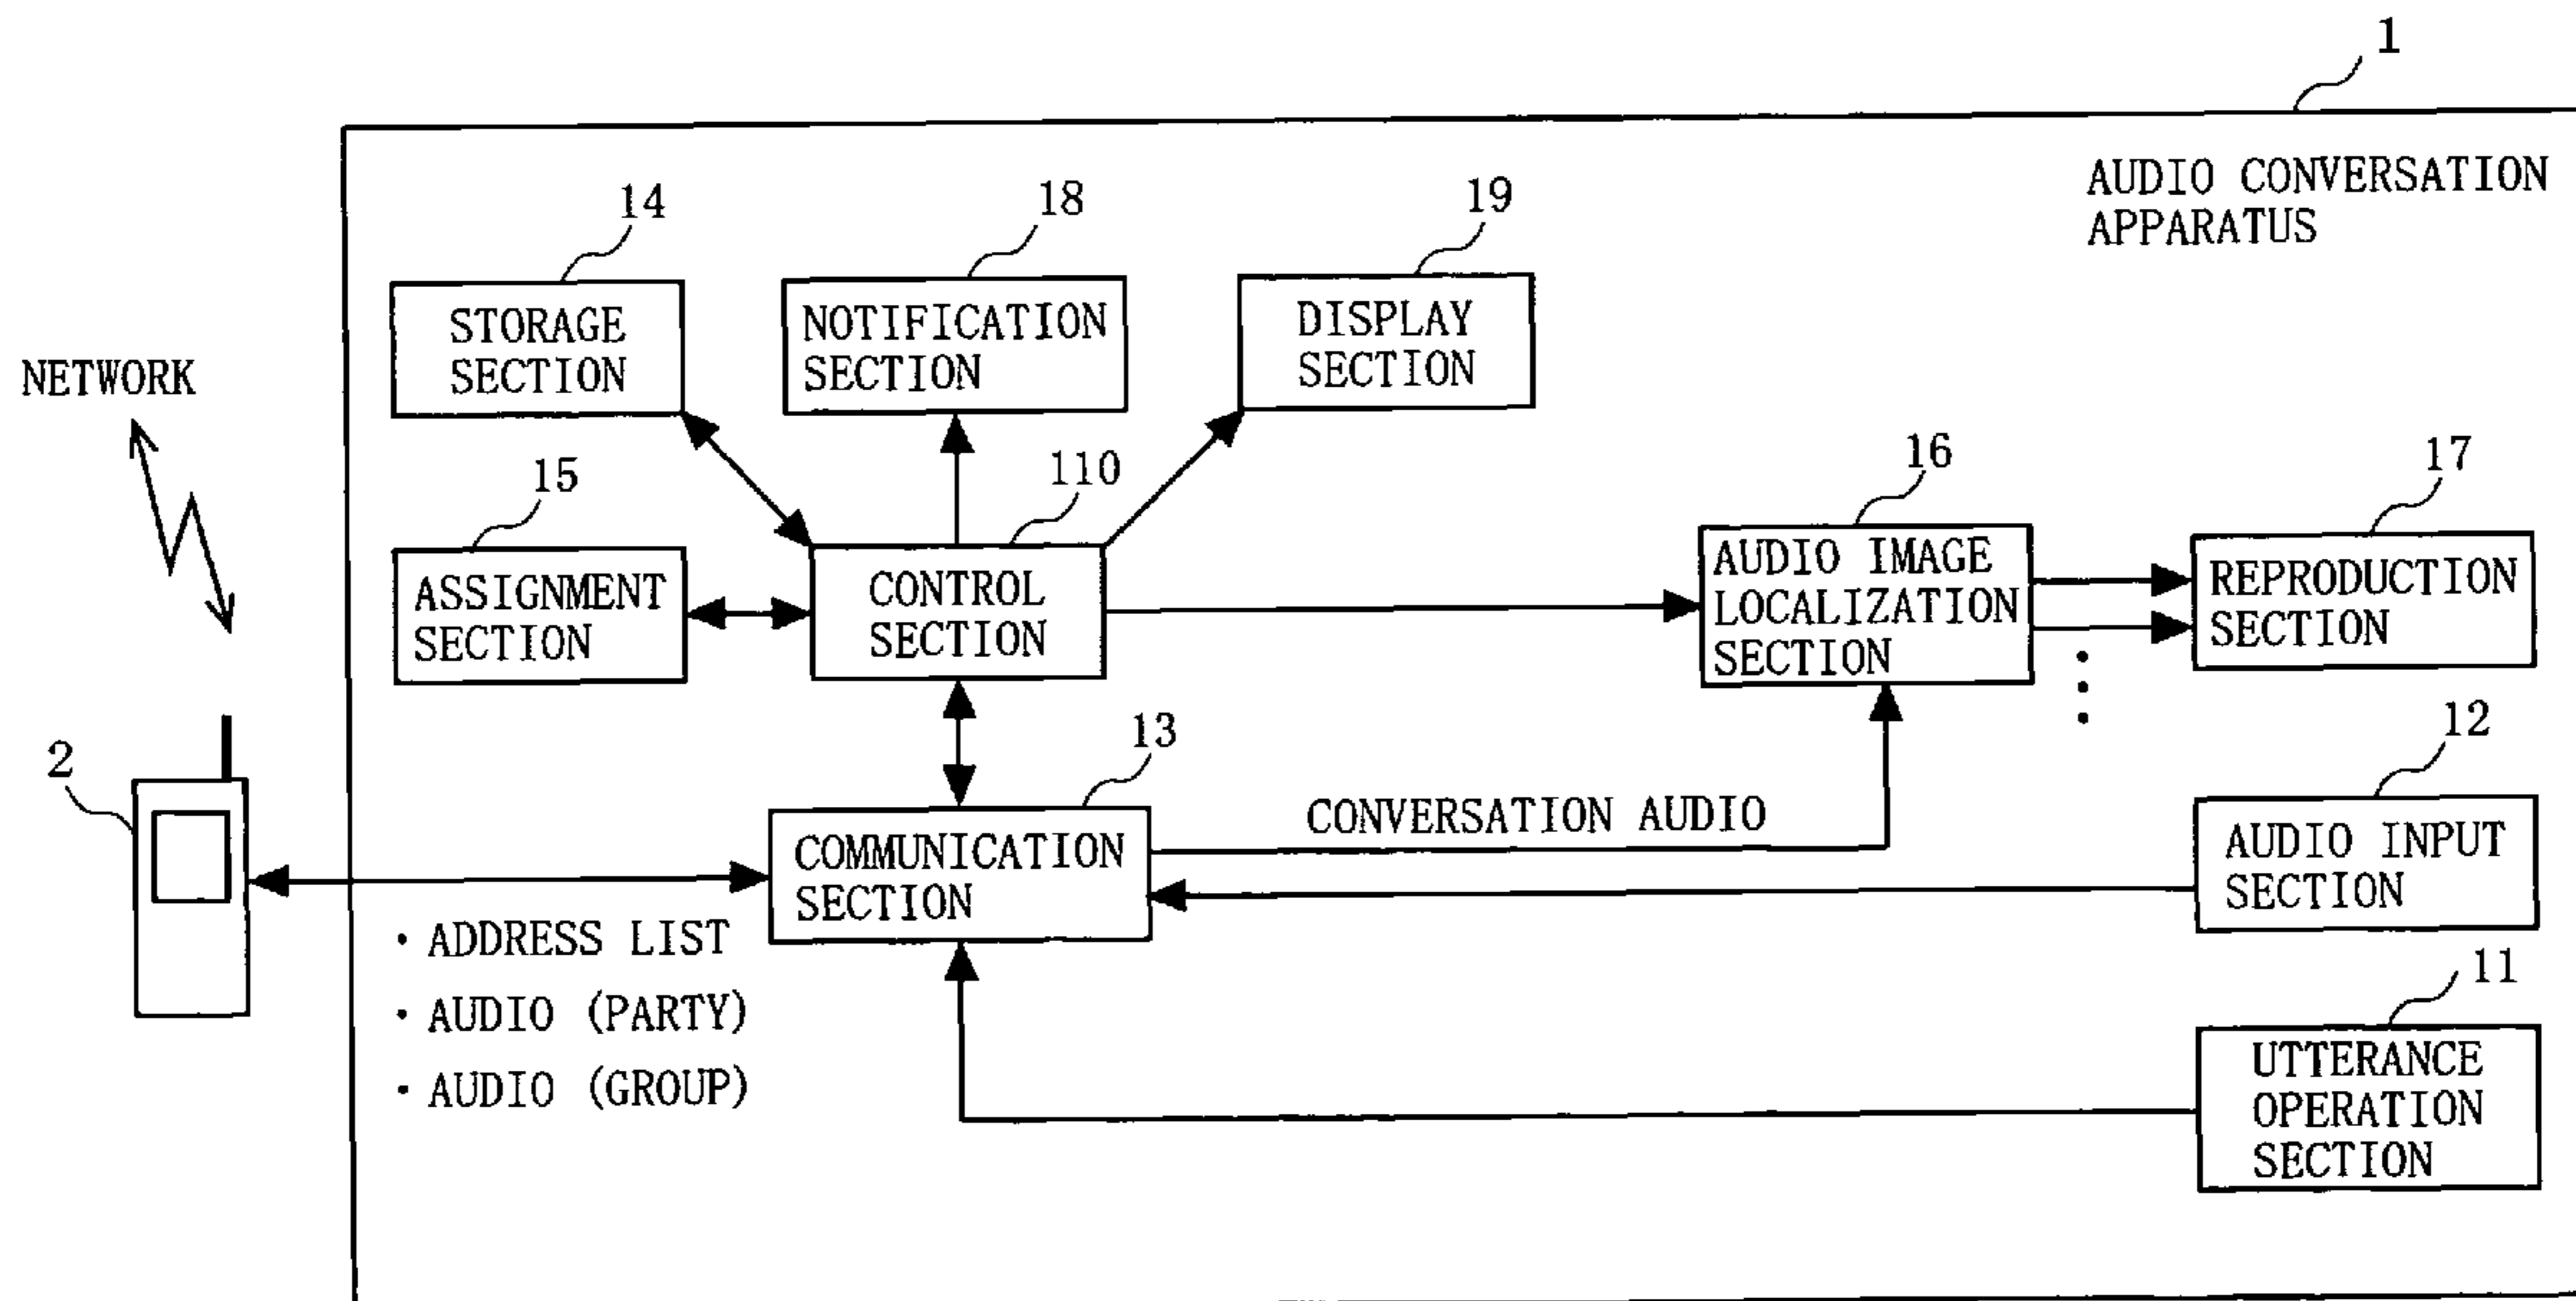 1
AUDIO CONVERSATION
APPARATUS
14
18
19
STORAGE
SECTION
NOTIFICATION
SECTION
DISPLAY
SECTION
NETWORK
15
110
16
17
ASSIGNMENT
SECTION
CONTROL
SECTION
AUDIO IMAGE
LOCALIZATION
SECTION
REPRODUCTION
SECTION
2
13
12
CONVERSATION AUDIO
COMMUNICATION
SECTION
AUDIO INPUT
SECTION
・ADDRESS LIST
・AUDIO (PARTY)
・AUDIO (GROUP)
11
UTTERANCE
OPERATION
SECTION